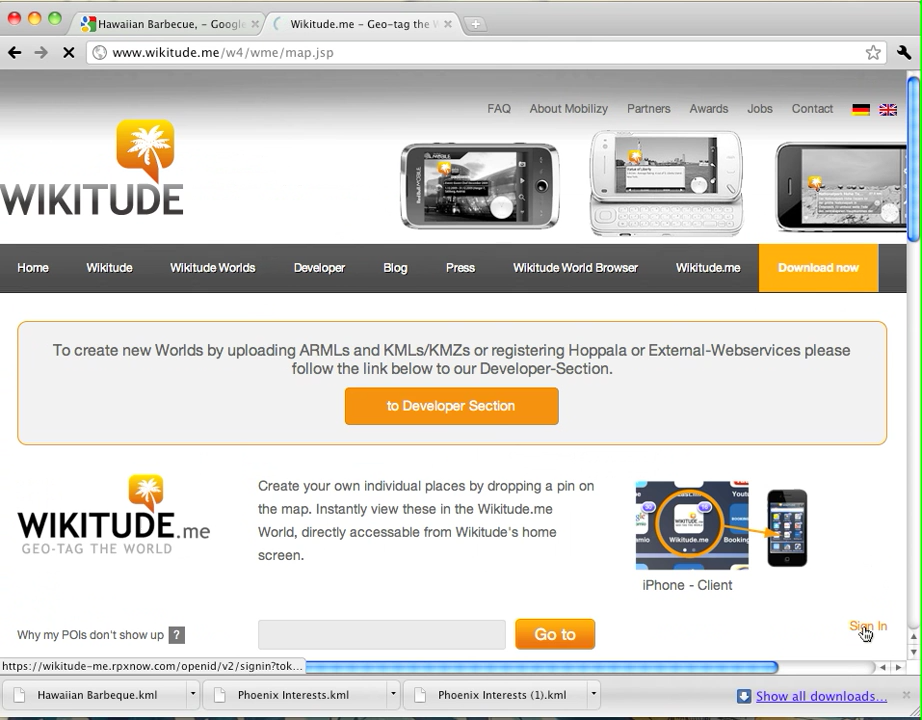 Hawaiian Barbecue, - Google
Wikitude.me – Geo-tag the W
www.wikitude.me/w4/wme/map.jsp
FAQ About Mobilizy Partners Awards Jobs Contact
WIKITUDE
Home Wikitude Wikitude Worlds Developer Blog Press Wikitude World Browser Wikitude.me Download now
To create new Worlds by uploading ARMLs and KMLs/KMZs or registering Hoppala or External-Webservices please
follow the link below to our Developer-Section.
to Developer Section
WIKITUDE.me
GEO-TAG THE WORLD
Create your own individual places by dropping a pin on
the map. Instantly view these in the Wikitude.me
World, directly accessable from Wikitude's home
screen.
Wikitude.me
Booking
iPhone - Client
Why my POIs don't show up ?
Go to
Sign In
https://wikitude-me.rpxnow.com/openid/v2/signin?tok...
Hawaiian Barbeque.kml
Phoenix Interests.kml
Phoenix Interests (1).kml
Show all downloads...